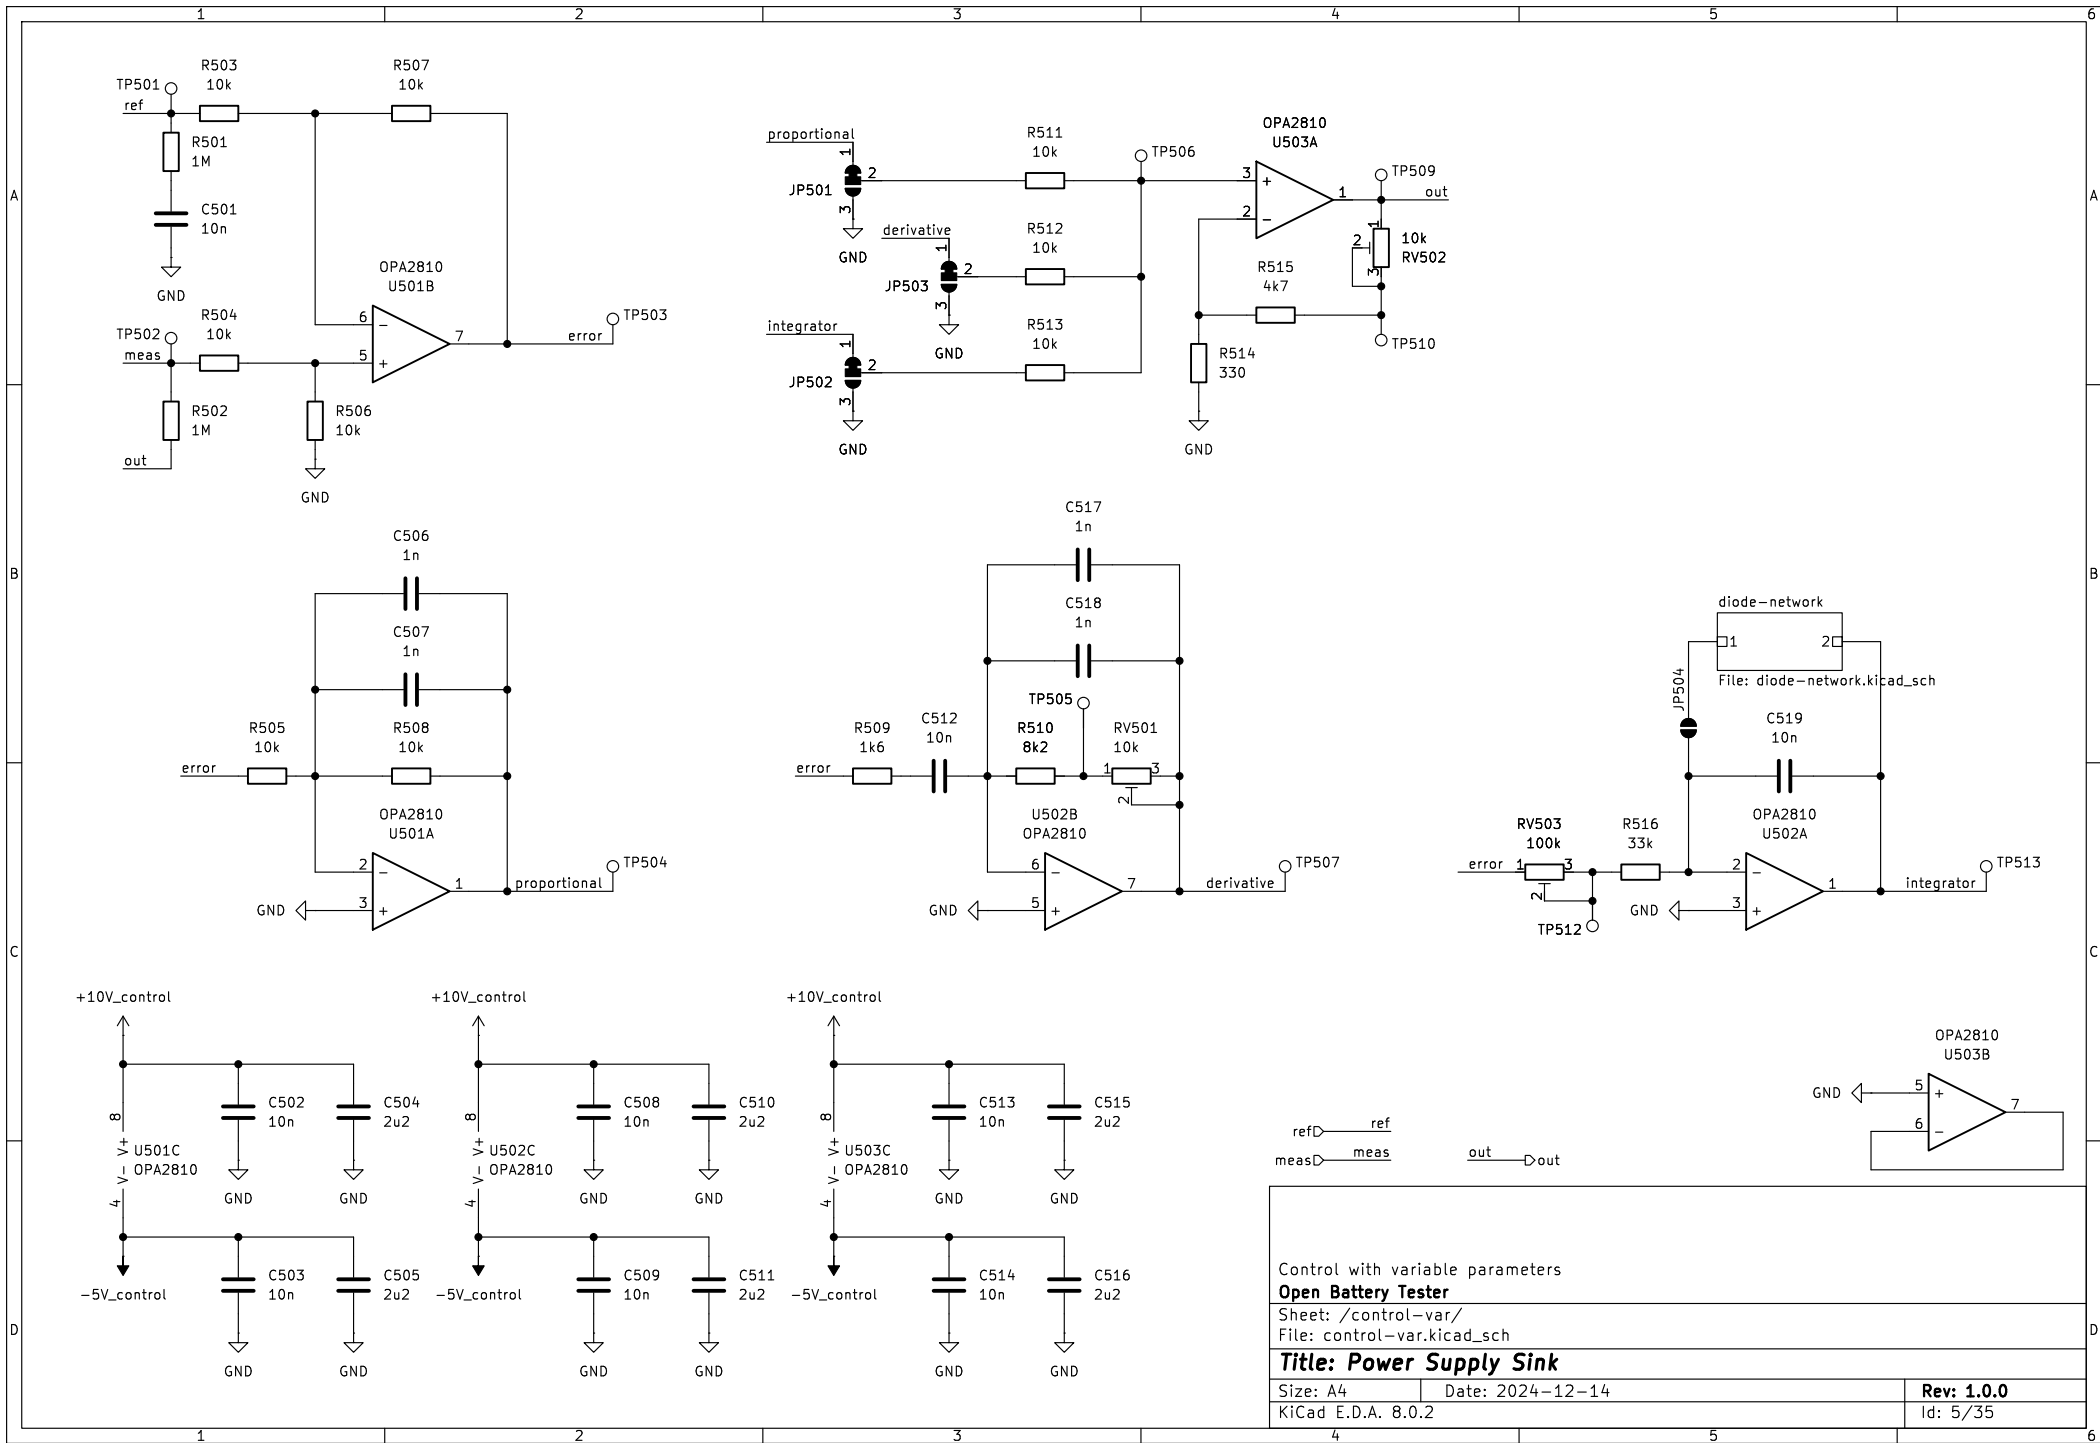 1 2 3 4 5 6
A
A
B
B
C
C
D
D
1 2 3 4 5 6
TP501
ref
R503
10k
R507
10k
R501
1M
C501
10n
GND
TP502
meas
R504
10k
R502
1M
out
R506
10k
GND
OPA2810
U501B
6
5
7
−
+
error
TP503
proportional
1
2
3
JP501
GND
derivative
1
2
3
JP503
GND
integrator
1
2
3
JP502
GND
R511
10k
R512
10k
R513
10k
TP506
OPA2810
U503A
3
2
1
+
−
TP509
out
1
2
3
10k
RV502
R515
4k7
TP510
R514
330
GND
C506
1n
C507
1n
R505
10k
R508
10k
error
OPA2810
U501A
2
3
1
−
+
GND
proportional
TP504
C517
1n
C518
1n
TP505
R509
1k6
C512
10n
R510
8k2
RV501
10k
1
2
3
error
U502B
OPA2810
6
5
7
−
+
GND
derivative
TP507
diode-network
1
2
File: diode-network.kicad_sch
JP504
C519
10n
OPA2810
U502A
RV503
100k
1
2
3
R516
33k
error
TP512
2
3
1
−
+
GND
integrator
TP513
+10V_control
8
V+
V−
4
U501C
OPA2810
C502
10n
C504
2u2
GND
GND
C503
10n
C505
2u2
−5V_control
GND
GND
+10V_control
8
V+
V−
4
U502C
OPA2810
C508
10n
C510
2u2
GND
GND
C509
10n
C511
2u2
−5V_control
GND
GND
+10V_control
8
V+
V−
4
U503C
OPA2810
C513
10n
C515
2u2
GND
GND
C514
10n
C516
2u2
−5V_control
GND
GND
OPA2810
U503B
GND
5
6
7
+
−
ref ref
meas meas
out out
Control with variable parameters
Open Battery Tester
Sheet: /control-var/
File: control-var.kicad_sch
Title: Power Supply Sink
Size: A4 Date: 2024-12-14 Rev: 1.0.0
KiCad E.D.A. 8.0.2 Id: 5/35